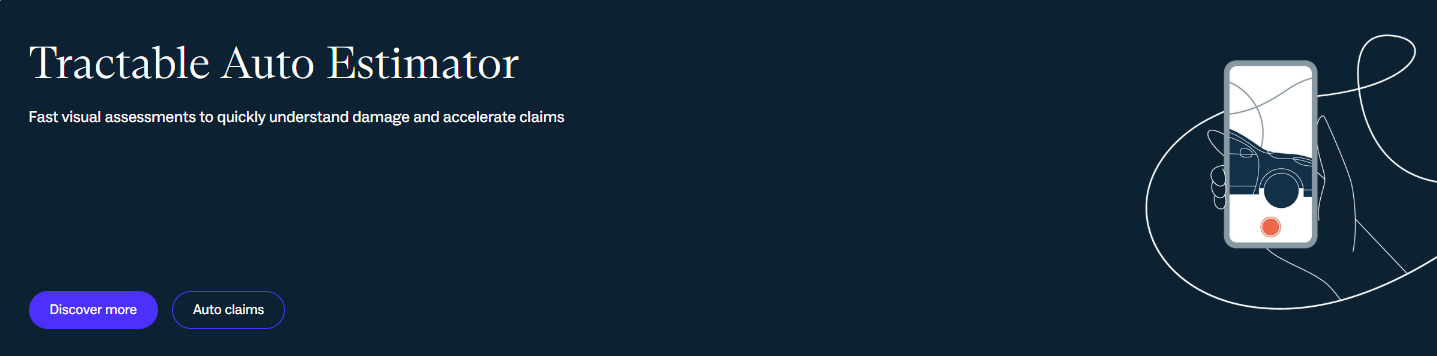 Tractable Auto Estimator
Fast visual assessments to quickly understand damage and accelerate claims
Discover more
Auto claims